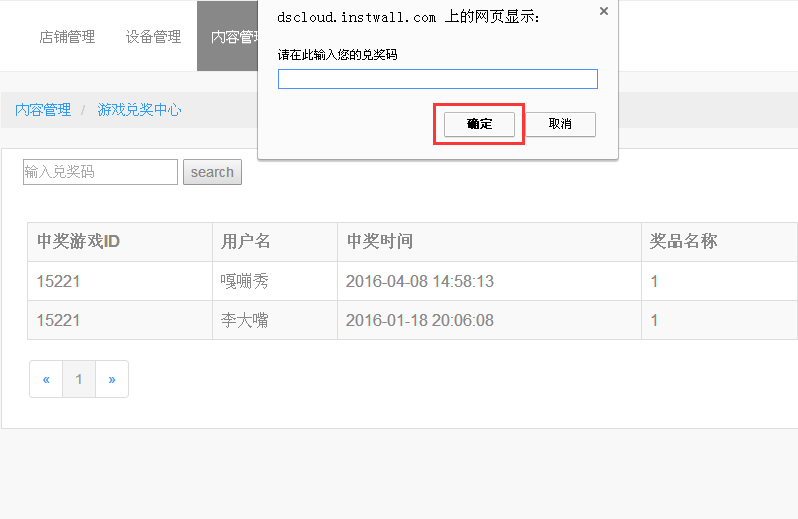 dscloud.instwall.com 上的网页显示:
×
请在此输入您的兑奖码
确定 取消
店铺管理 设备管理 内容管理
内容管理 / 游戏兑奖中心
输入兑奖码 search
中奖游戏ID 用户名 中奖时间 奖品名称
15221 嘎嘣秀 2016-04-08 14:58:13 1
15221 李大嘴 2016-01-18 20:06:08 1
« 1 »